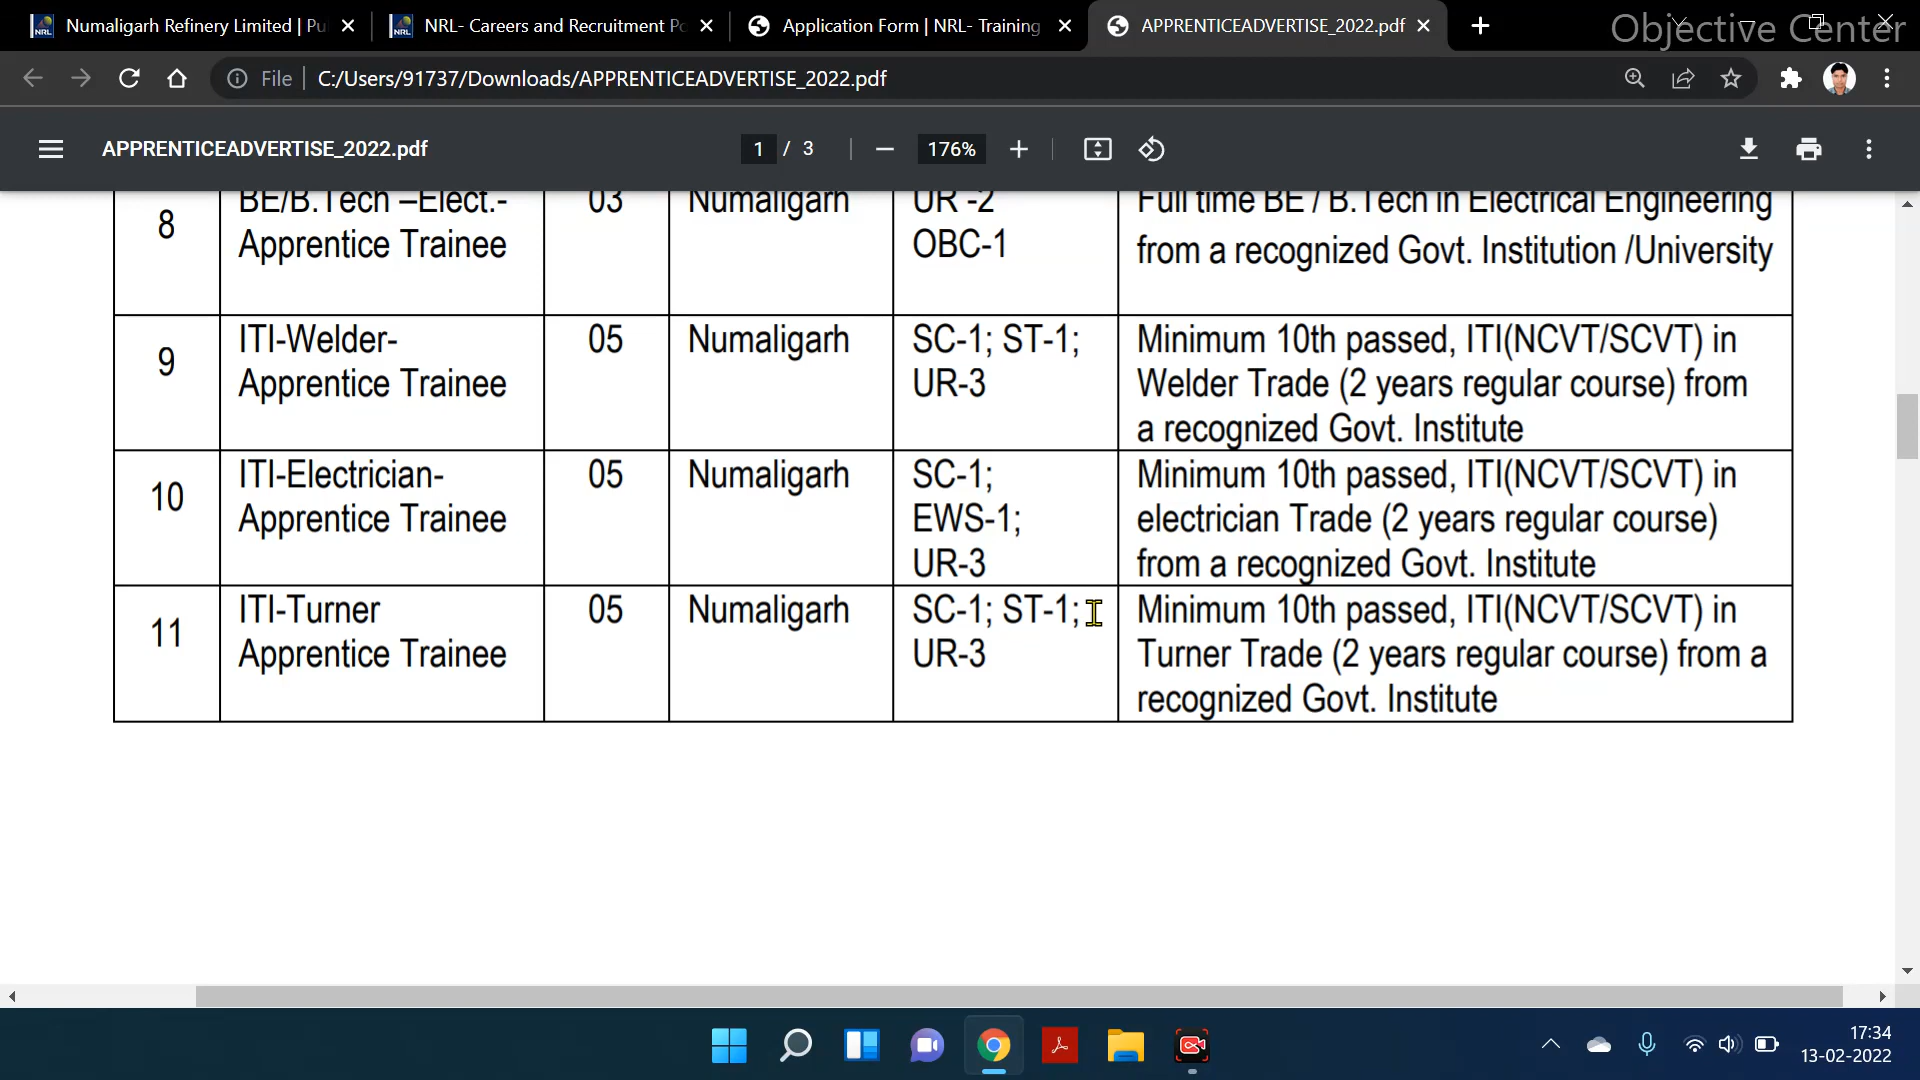 Numaligarh Refinery Limited | Pu
NRL- Careers and Recruitment Po
Application Form | NRL- Training
APPRENTICEADVERTISE_2022.pdf
Objective Center
File
C:/Users/91737/Downloads/APPRENTICEADVERTISE_2022.pdf
APPRENTICEADVERTISE_2022.pdf
1 / 3
176%
8
BE/B.Tech –Elect.-
Apprentice Trainee
03
Numaligarh
UR -2
OBC-1
Full time BE / B.Tech in Electrical Engineering
from a recognized Govt. Institution /University
9
ITI-Welder-
Apprentice Trainee
05
Numaligarh
SC-1; ST-1;
UR-3
Minimum 10th passed, ITI(NCVT/SCVT) in
Welder Trade (2 years regular course) from
a recognized Govt. Institute
10
ITI-Electrician-
Apprentice Trainee
05
Numaligarh
SC-1;
EWS-1;
UR-3
Minimum 10th passed, ITI(NCVT/SCVT) in
electrician Trade (2 years regular course)
from a recognized Govt. Institute
11
ITI-Turner
Apprentice Trainee
05
Numaligarh
SC-1; ST-1;
UR-3
Minimum 10th passed, ITI(NCVT/SCVT) in
Turner Trade (2 years regular course) from a
recognized Govt. Institute
17:34
13-02-2022